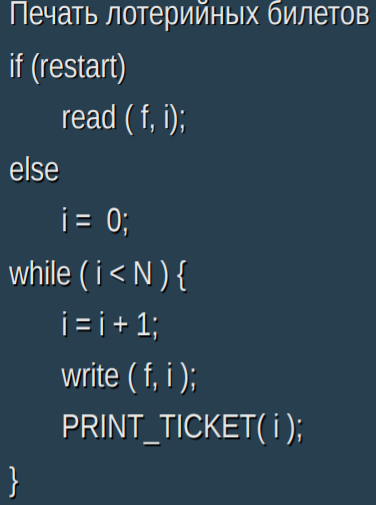 Печать лотерийных билетов
if (restart)
read ( f, i);
else
i = 0;
while ( i < N ) {
i = i + 1;
write ( f, i );
PRINT_TICKET( i );
}